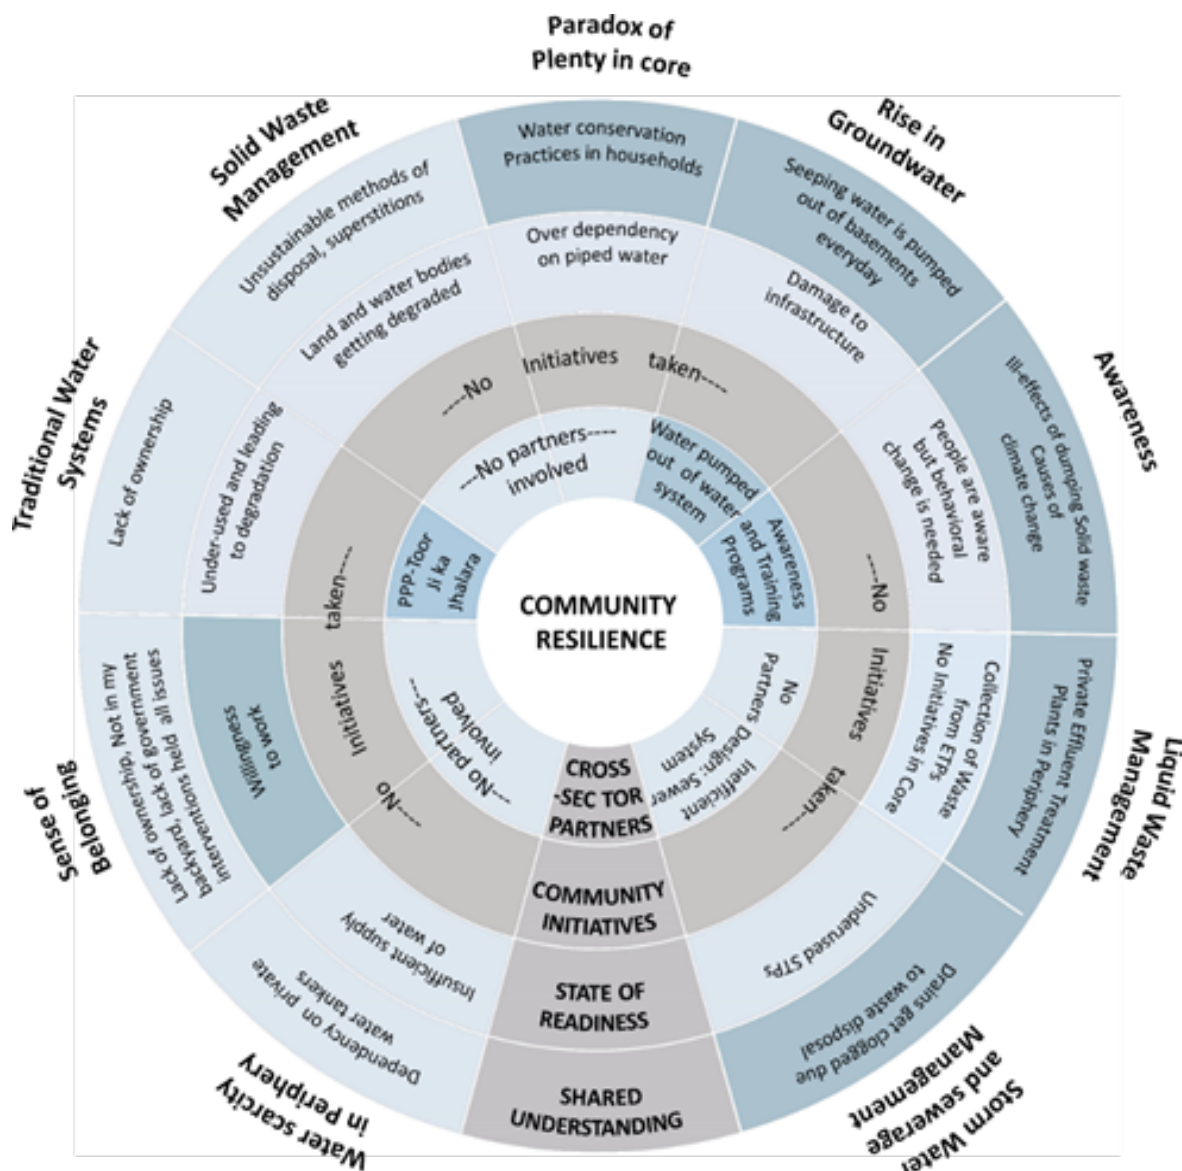 Paradox of
Plenty in core
Rise in
Groundwater
Awareness
Liquid Waste
Management
Storm Water
and sewerage
Management
Water scarcity
in Periphery
Sense of
Belonging
Traditional Water
Systems
Solid Waste
Management
Water conservation
Practices in households
Seeping water is pumped
out of basements
everyday
Ill-effects of dumping Solid waste
Causes of
climate change
Private Effluent Treatment
Plants in Periphery
Drains get clogged due
to waste disposal
SHARED
UNDERSTANDING
Dependency on private
water tankers
Lack of ownership, Not in my
backyard, lack of government
interventions held all issues
Lack of ownership
Unsustainable methods of
disposal, superstitions
Over dependency
on piped water
Damage to
infrastructure
People are aware
but behavioral
change is needed
Collection of Waste
from ETPs
No Initiatives in Core
Underused STPs
STATE OF
READINESS
Insufficient supply
of water
Willingness
to work
Under-used and leading
to degradation
Land and water bodies
getting degraded
----No Initiatives taken----
----No Initiatives taken----
COMMUNITY
INITIATIVES
----No Initiatives taken----
---No partners----
involved
Water pumped
out of water
system
Awareness
and Training
Programs
No
Partners
Inefficient
Design: Sewer
System
CROSS
-SEC TOR
PARTNERS
---No partners---
involved
PPP-Toor
Ji ka
Jhalara
COMMUNITY
RESILIENCE